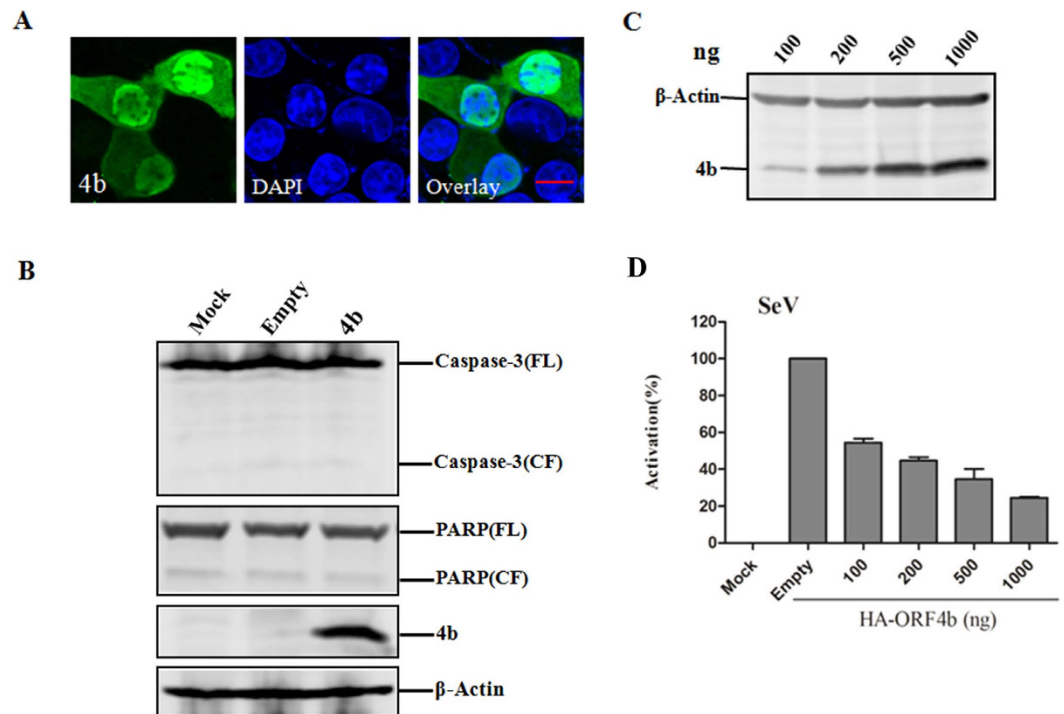 A
4b
DAPI
Overlay
C
ng 100 200 500 1000
β-Actin
4b
B
Mock Empty 4b
Caspase-3(FL)
Caspase-3(CF)
PARP(FL)
PARP(CF)
4b
β-Actin
D
SeV
Activation(%)
120
100
80
60
40
20
0
Mock Empty 100 200 500 1000
HA-ORF4b (ng)